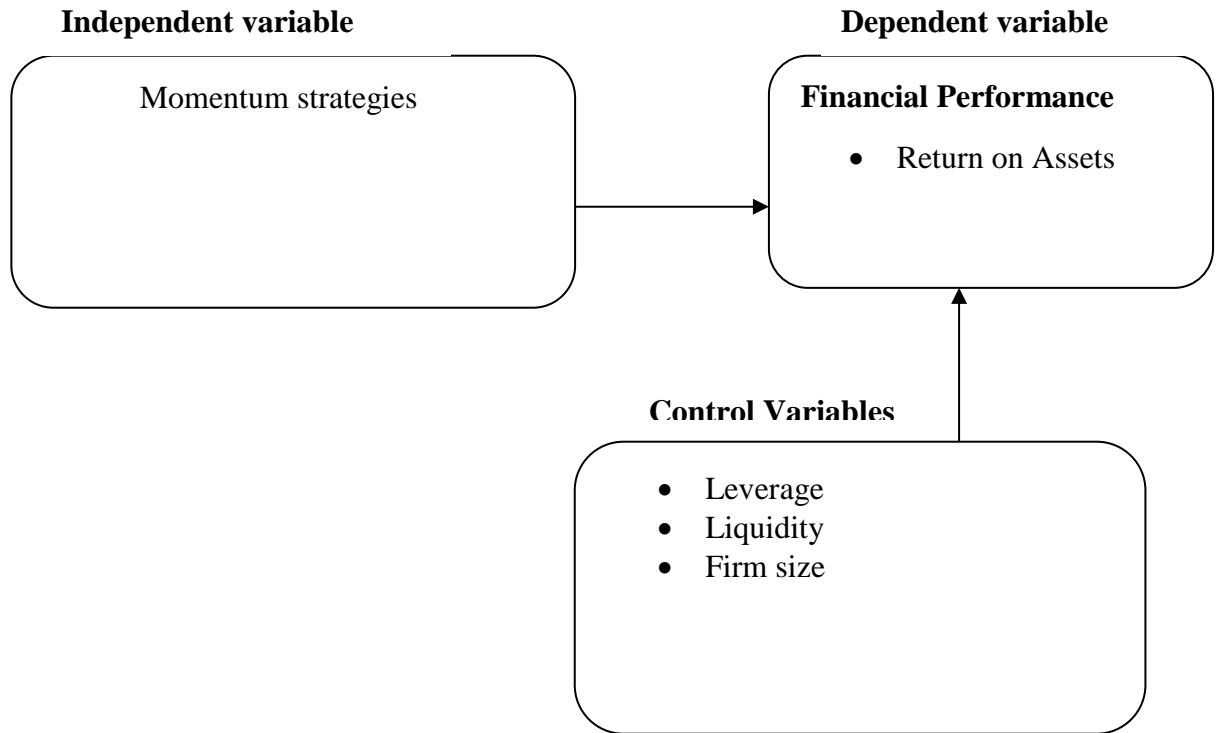 Independent variable
Dependent variable
Momentum strategies
Financial Performance
• Return on Assets
Control Variables
• Leverage
• Liquidity
• Firm size